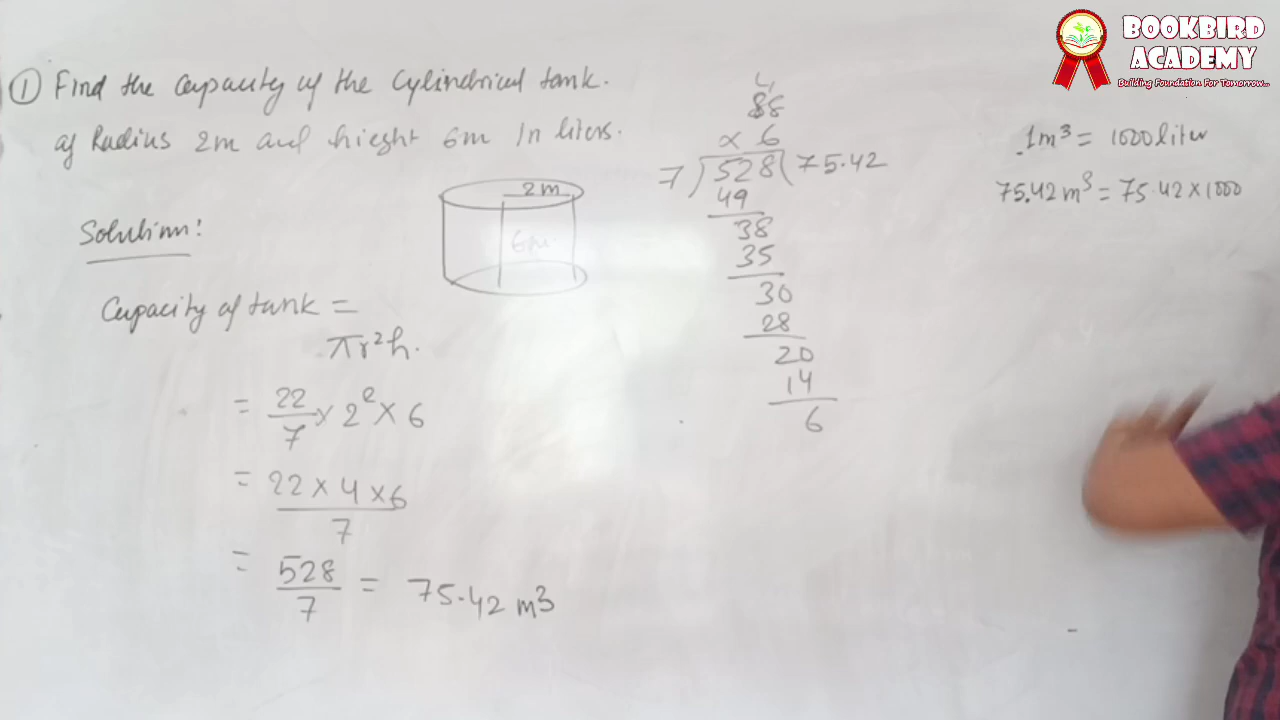 ① Find the capacity of the cylindrical tank.
of Radius 2m and hieght 6m In liters.
2m
6m
Solution:
Capacity of tank =
πr²h.
= 22/7 × 2² × 6
= 22 × 4 × 6 / 7
= 528/7 = 75.42 m³
4
88
× 6
7) 528 (75.42
49
38
35
30
28
20
14
6
1m³ = 1000 liter
75.42 m³ = 75.42 × 1000
BOOKBIRD
ACADEMY
Building Foundation For Tomorrow...